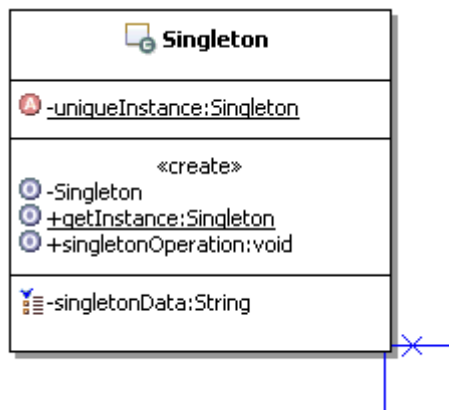 Singleton
-uniqueInstance:Singleton
«create»
-Singleton
+getInstance:Singleton
+singletonOperation:void
-singletonData:String